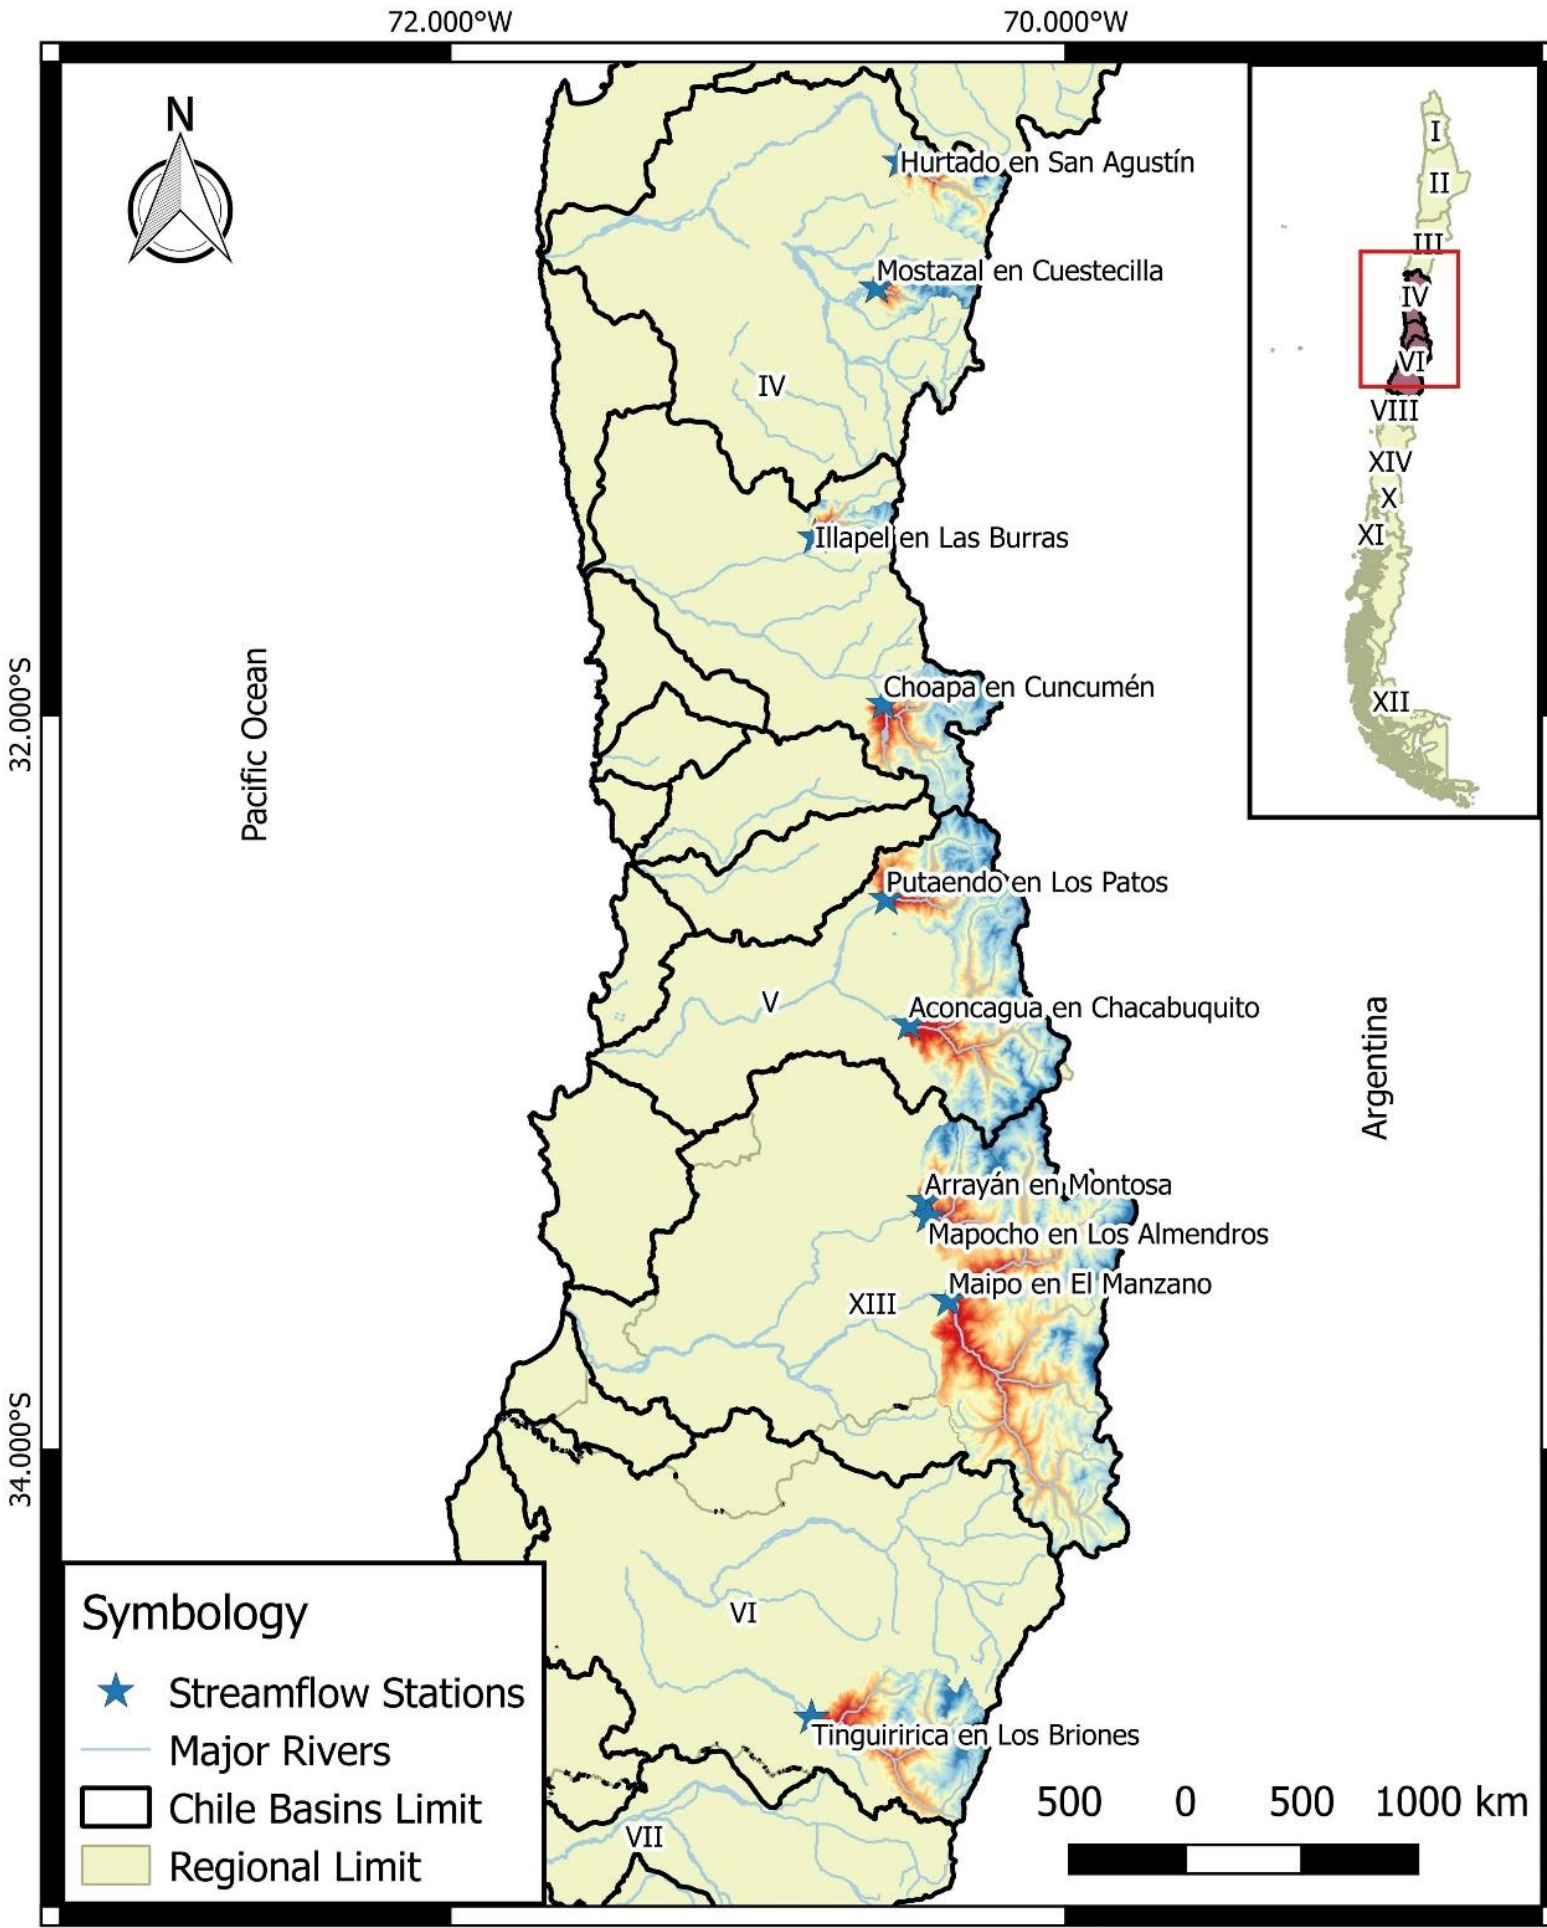 72.000°W
70.000°W
N
Hurtado en San Agustín
Mostazal en Cuestecilla
IV
Illapel en Las Burras
Choapa en Cuncumén
32.000°S
Pacific Ocean
Putaendo en Los Patos
V
Aconcagua en Chacabuquito
Argentina
Arrayán en Montosa
Mapocho en Los Almendros
Maipo en El Manzano
XIII
34.000°S
VI
Tinguiririca en Los Briones
VII
I
II
III
IV
VI
VIII
XIV
X
XI
XII
Symbology
Streamflow Stations
Major Rivers
Chile Basins Limit
Regional Limit
500 0 500 1000 km